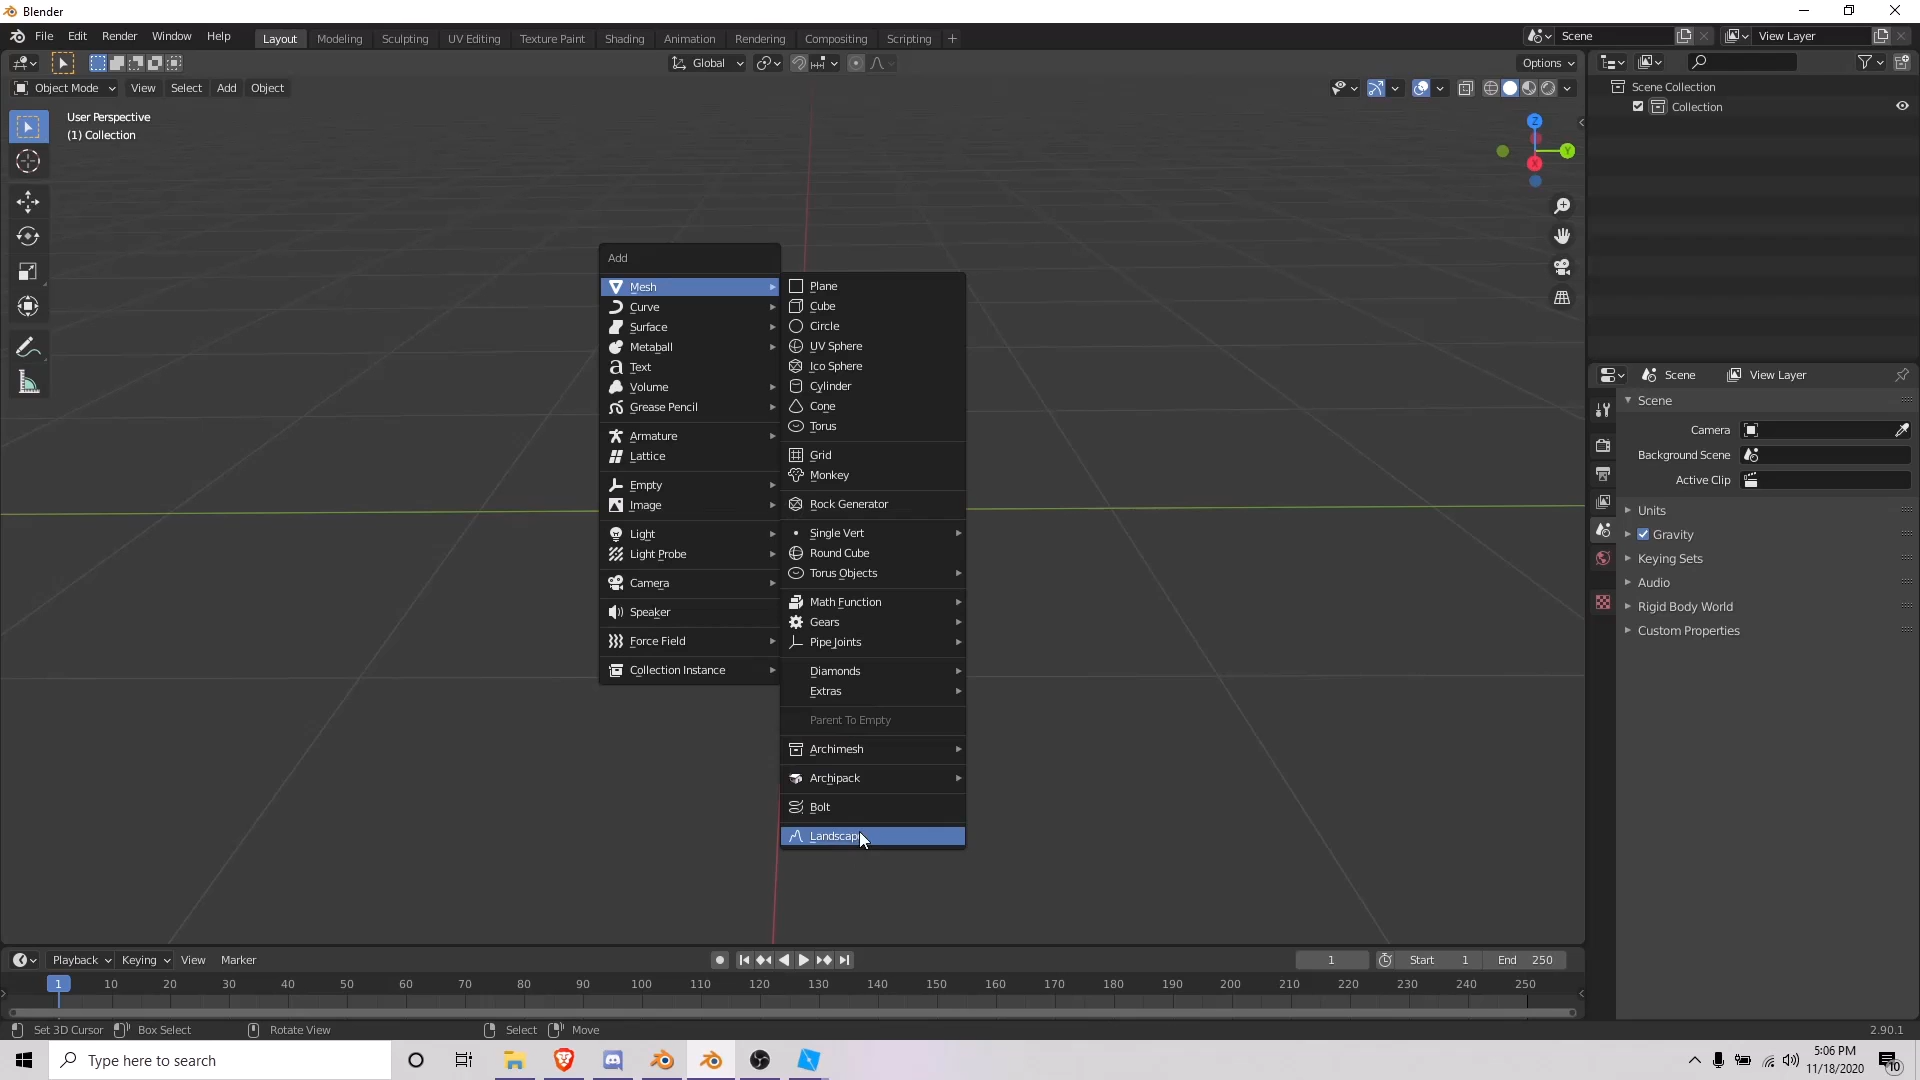 Blender
File Edit Render Window Help Layout Modeling Sculpting UV Editing Texture Paint Shading Animation Rendering Compositing Scripting + Scene View Layer
Global Options
Object Mode View Select Add Object
User Perspective
(1) Collection
Z
Y
X
Scene Collection
Collection
Add
Mesh
Curve
Surface
Metaball
Text
Volume
Grease Pencil
Armature
Lattice
Empty
Image
Light
Light Probe
Camera
Speaker
Force Field
Collection Instance
Plane
Cube
Circle
UV Sphere
Ico Sphere
Cylinder
Cone
Torus
Grid
Monkey
Rock Generator
Single Vert
Round Cube
Torus Objects
Math Function
Gears
Pipe Joints
Diamonds
Extras
Parent To Empty
Archimesh
Archipack
Bolt
Landscape
Scene View Layer
Scene
Camera
Background Scene
Active Clip
Units
Gravity
Keying Sets
Audio
Rigid Body World
Custom Properties
Playback Keying View Marker 1 Start 1 End 250
1 10 20 30 40 50 60 70 80 90 100 110 120 130 140 150 160 170 180 190 200 210 220 230 240 250
Set 3D Cursor Box Select Rotate View Select Move 2.90.1
Type here to search
5:06 PM
11/18/2020
10